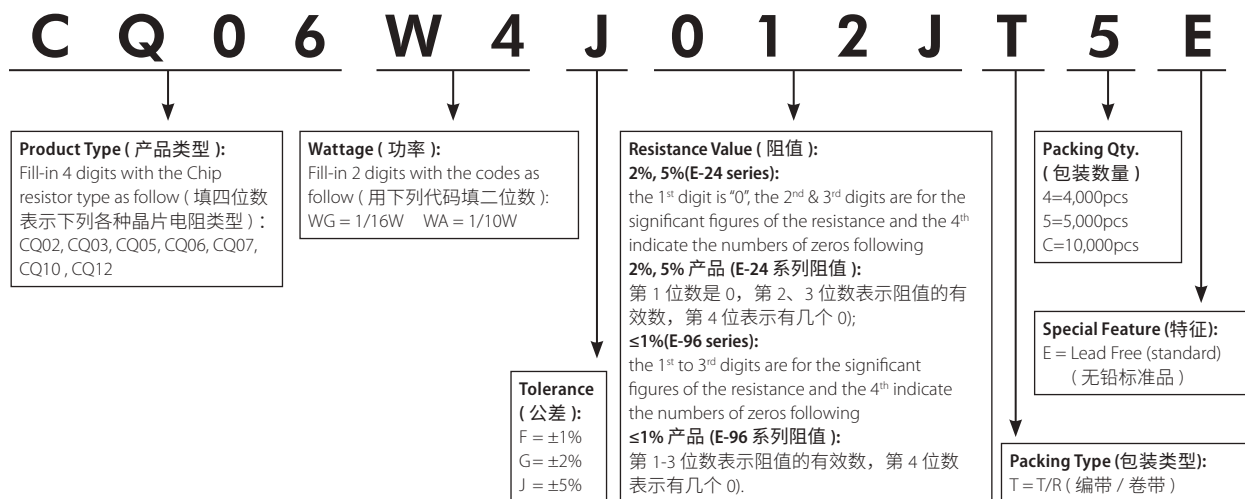 C Q 0 6 W 4 J 0 1 2 J T 5 E
Product Type ( 产品类型 ):
Fill-in 4 digits with the Chip
resistor type as follow ( 填四位数
表示下列各种晶片电阻类型 ) :
CQ02, CQ03, CQ05, CQ06, CQ07,
CQ10 , CQ12
Wattage ( 功率 ):
Fill-in 2 digits with the codes as
follow ( 用下列代码填二位数 ):
WG = 1/16W WA = 1/10W
Tolerance
( 公差 ):
F = ±1%
G= ±2%
J = ±5%
Resistance Value ( 阻值 ):
2%, 5%(E-24 series):
the 1st digit is “0”, the 2nd & 3rd digits are for the
significant figures of the resistance and the 4th
indicate the numbers of zeros following
2%, 5% 产品 (E-24 系列阻值 ):
第 1 位数是 0，第 2、3 位数表示阻值的有
效数，第 4 位表示有几个 0);
≤1%(E-96 series):
the 1st to 3rd digits are for the significant
figures of the resistance and the 4th indicate
the numbers of zeros following
≤1% 产品 (E-96 系列阻值 ):
第 1-3 位数表示阻值的有效数，第 4 位数
表示有几个 0).
Packing Qty.
( 包装数量 )
4=4,000pcs
5=5,000pcs
C=10,000pcs
Special Feature (特征):
E = Lead Free (standard)
( 无铅标准品 )
Packing Type (包装类型):
T = T/R ( 编带 / 卷带 )